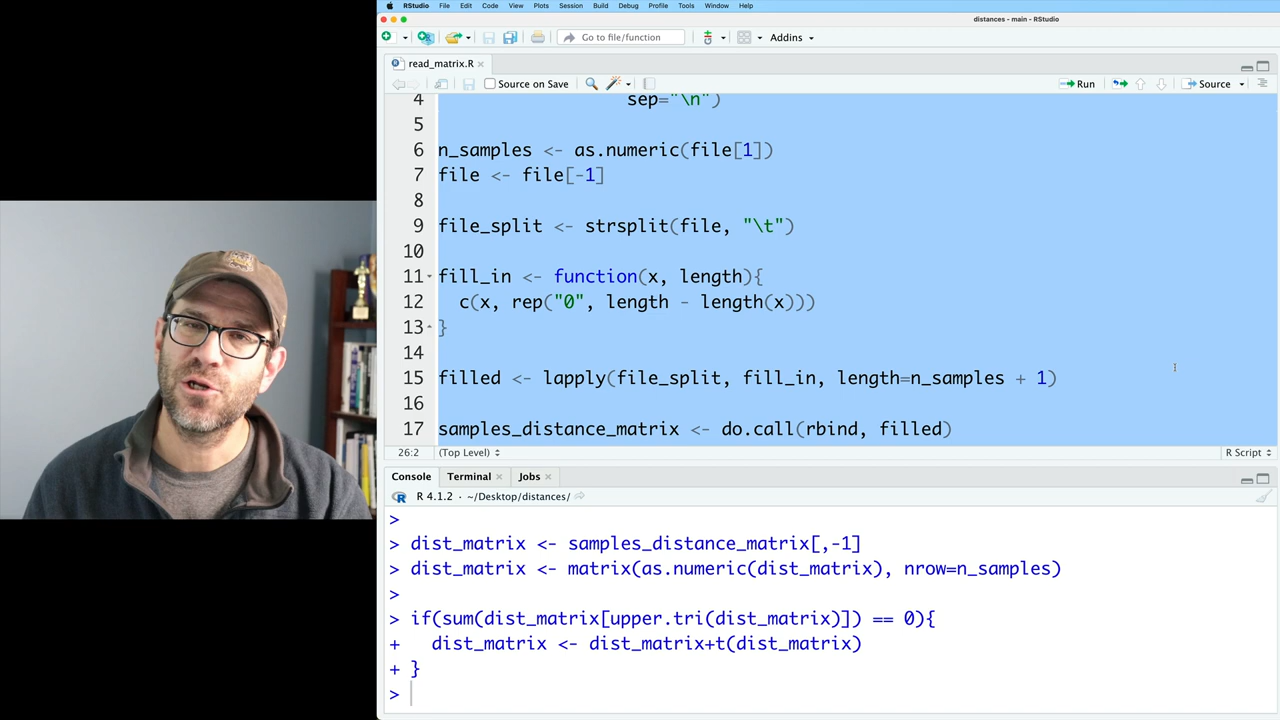 RStudio File Edit Code View Plots Session Build Debug Profile Tools Window Help
distances - main - RStudio
Go to file/function Addins
read_matrix.R
Source on Save Run Source
4 sep="\n")
5
6 n_samples <- as.numeric(file[1])
7 file <- file[-1]
8
9 file_split <- strsplit(file, "\t")
10
11 fill_in <- function(x, length){
12 c(x, rep("0", length - length(x)))
13 }
14
15 filled <- lapply(file_split, fill_in, length=n_samples + 1)
16
17 samples_distance_matrix <- do.call(rbind, filled)
26:2 (Top Level) R Script
Console Terminal Jobs
R 4.1.2 · ~/Desktop/distances/
>
> dist_matrix <- samples_distance_matrix[,-1]
> dist_matrix <- matrix(as.numeric(dist_matrix), nrow=n_samples)
>
> if(sum(dist_matrix[upper.tri(dist_matrix)]) == 0){
+ dist_matrix <- dist_matrix+t(dist_matrix)
+ }
>